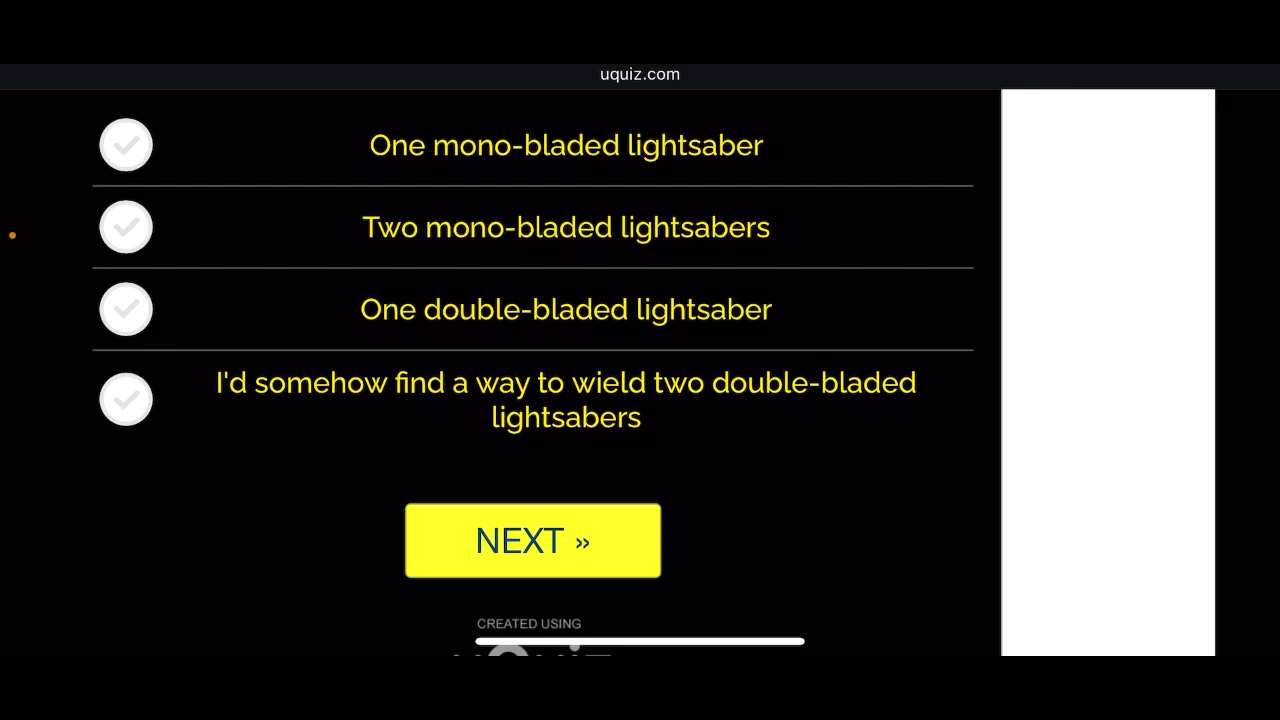 uquiz.com
One mono-bladed lightsaber
Two mono-bladed lightsabers
One double-bladed lightsaber
I'd somehow find a way to wield two double-bladed
lightsabers
NEXT »
CREATED USING